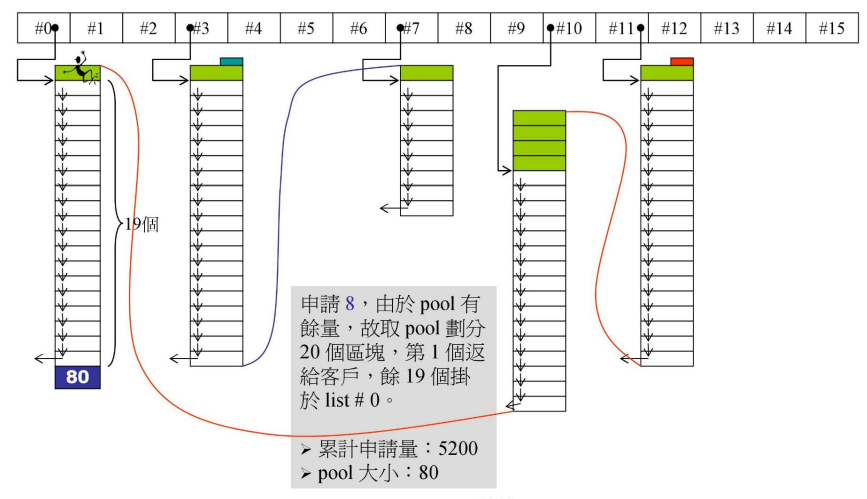 #0 #1 #2 #3 #4 #5 #6 #7 #8 #9 #10 #11 #12 #13 #14 #15
19個
80
申請 8，由於 pool 有
餘量，故取 pool 劃分
20 個區塊，第 1 個返
給客戶，餘 19 個掛
於 list # 0。
➢ 累計申請量：5200
➢ pool 大小：80